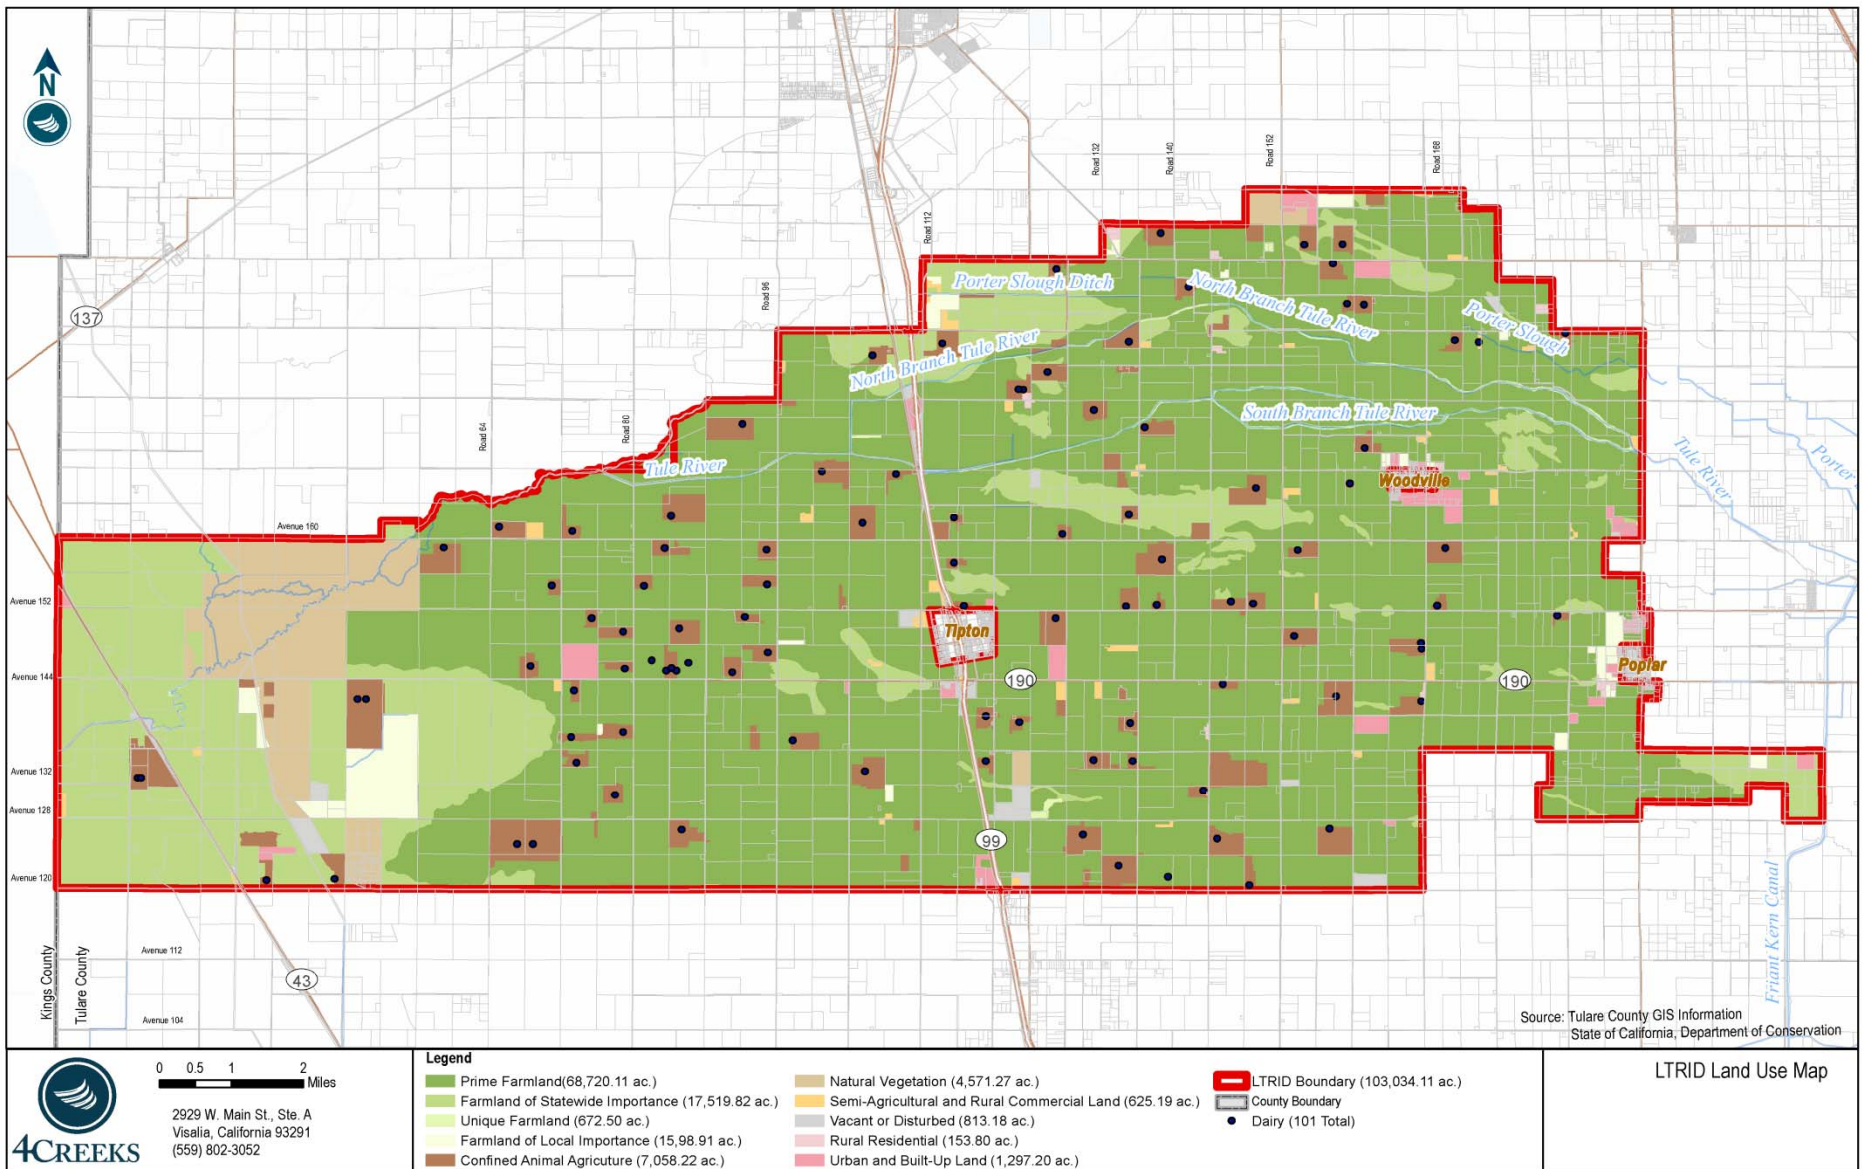 N
Road 132
Road 140
Road 152
Road 168
Road 112
Road 96
137
Porter Slough Ditch
North Branch Tule River
Porter Slough
North Branch Tule River
South Branch Tule River
Road 64
Road 80
Tule River
Tule River
Porter
Woodville
Avenue 160
Avenue 152
Tipton
Poplar
Avenue 144
190
190
Avenue 132
Avenue 128
99
Avenue 120
Friant Kern Canal
Kings County
Tulare County
Avenue 112
43
Avenue 104
Source: Tulare County GIS Information
State of California, Department of Conservation
4CREEKS
0 0.5 1 2
Miles
2929 W. Main St., Ste. A
Visalia, California 93291
(559) 802-3052
Legend
Prime Farmland(68,720.11 ac.)
Farmland of Statewide Importance (17,519.82 ac.)
Unique Farmland (672.50 ac.)
Farmland of Local Importance (15,98.91 ac.)
Confined Animal Agricuture (7,058.22 ac.)
Natural Vegetation (4,571.27 ac.)
Semi-Agricultural and Rural Commercial Land (625.19 ac.)
Vacant or Disturbed (813.18 ac.)
Rural Residential (153.80 ac.)
Urban and Built-Up Land (1,297.20 ac.)
LTRID Boundary (103,034.11 ac.)
County Boundary
Dairy (101 Total)
LTRID Land Use Map